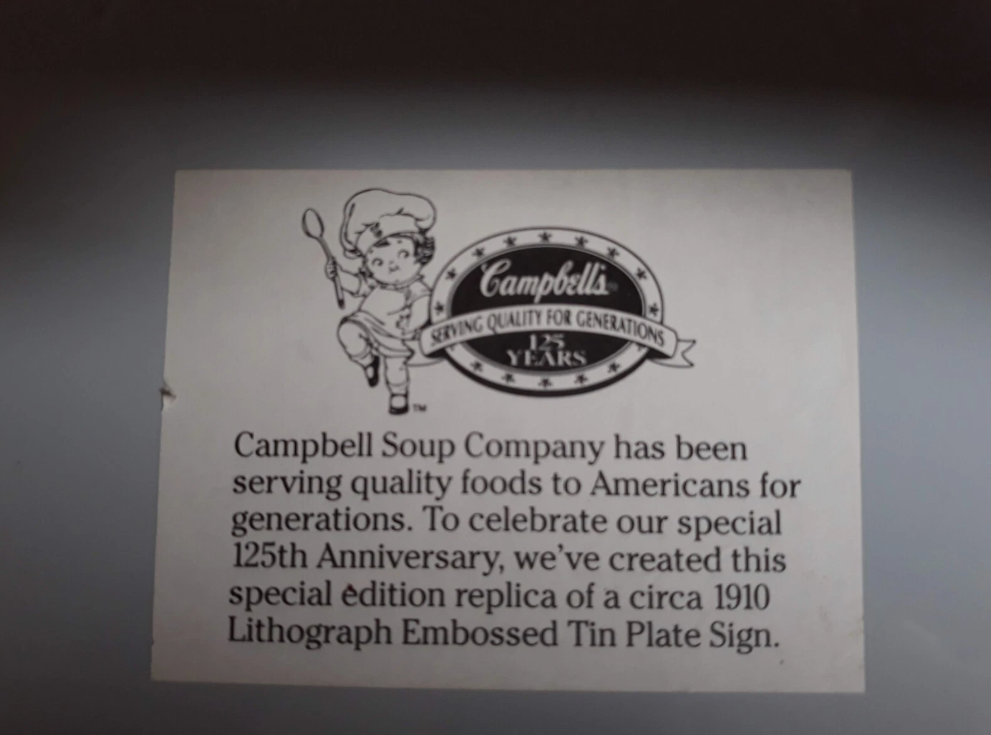 Campbell's®
SERVING QUALITY FOR GENERATIONS
125
YEARS
TM
Campbell Soup Company has been
serving quality foods to Americans for
generations. To celebrate our special
125th Anniversary, we've created this
special edition replica of a circa 1910
Lithograph Embossed Tin Plate Sign.